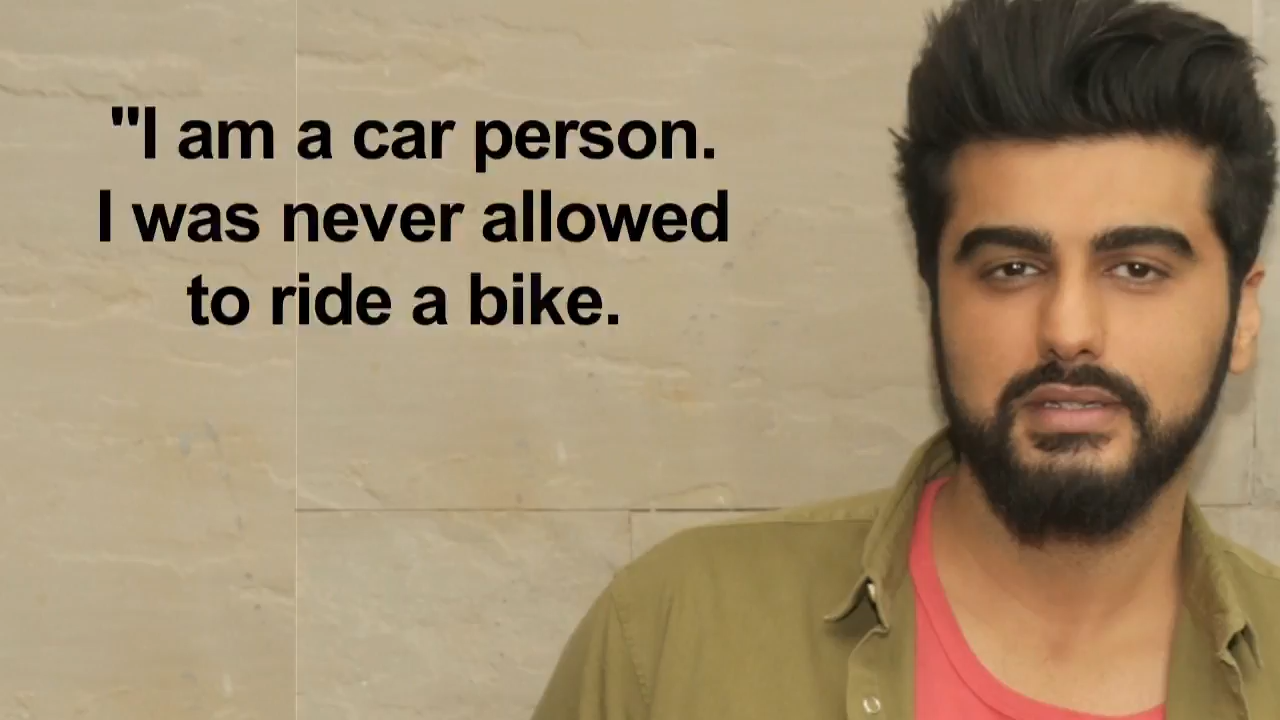 "I am a car person.
I was never allowed
to ride a bike.